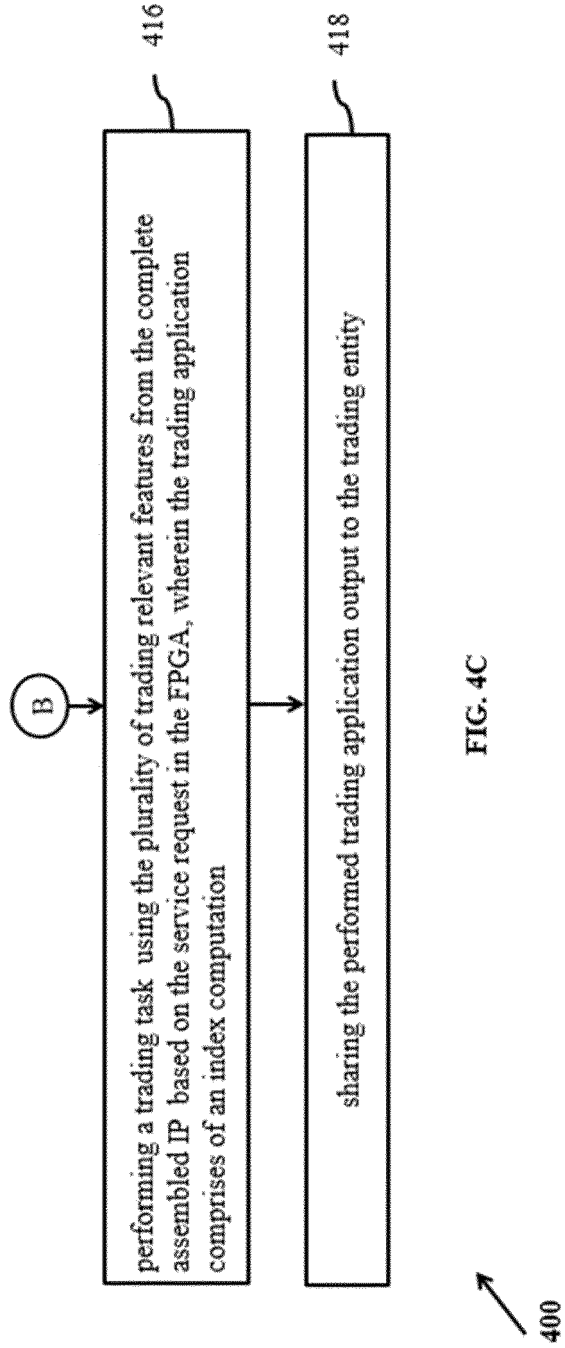 B
performing a trading task using the plurality of trading relevant features from the complete
assembled IP based on the service request in the FPGA, wherein the trading application
comprises of an index computation
416
sharing the performed trading application output to the trading entity
418
FIG. 4C
400